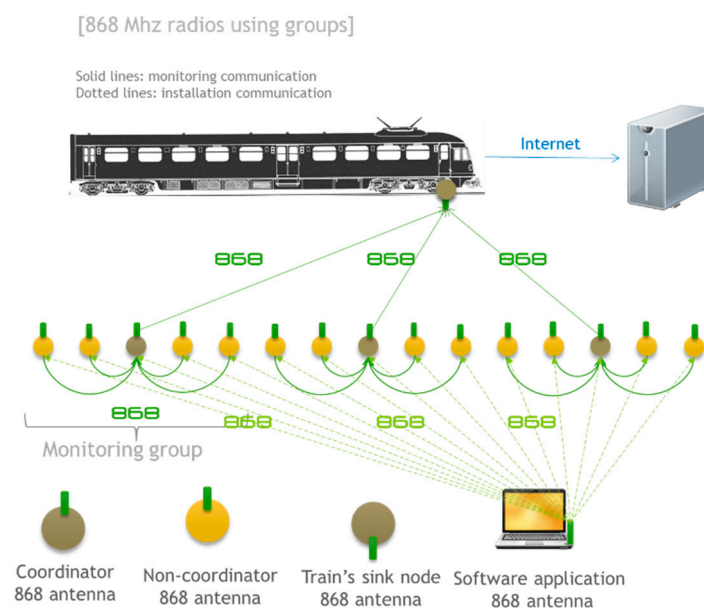 [868 Mhz radios using groups]
Solid lines: monitoring communication
Dotted lines: installation communication
Internet
868 868 868
868 868 868 868
Monitoring group
Coordinator Non-coordinator Train's sink node Software application
868 antenna 868 antenna 868 antenna 868 antenna